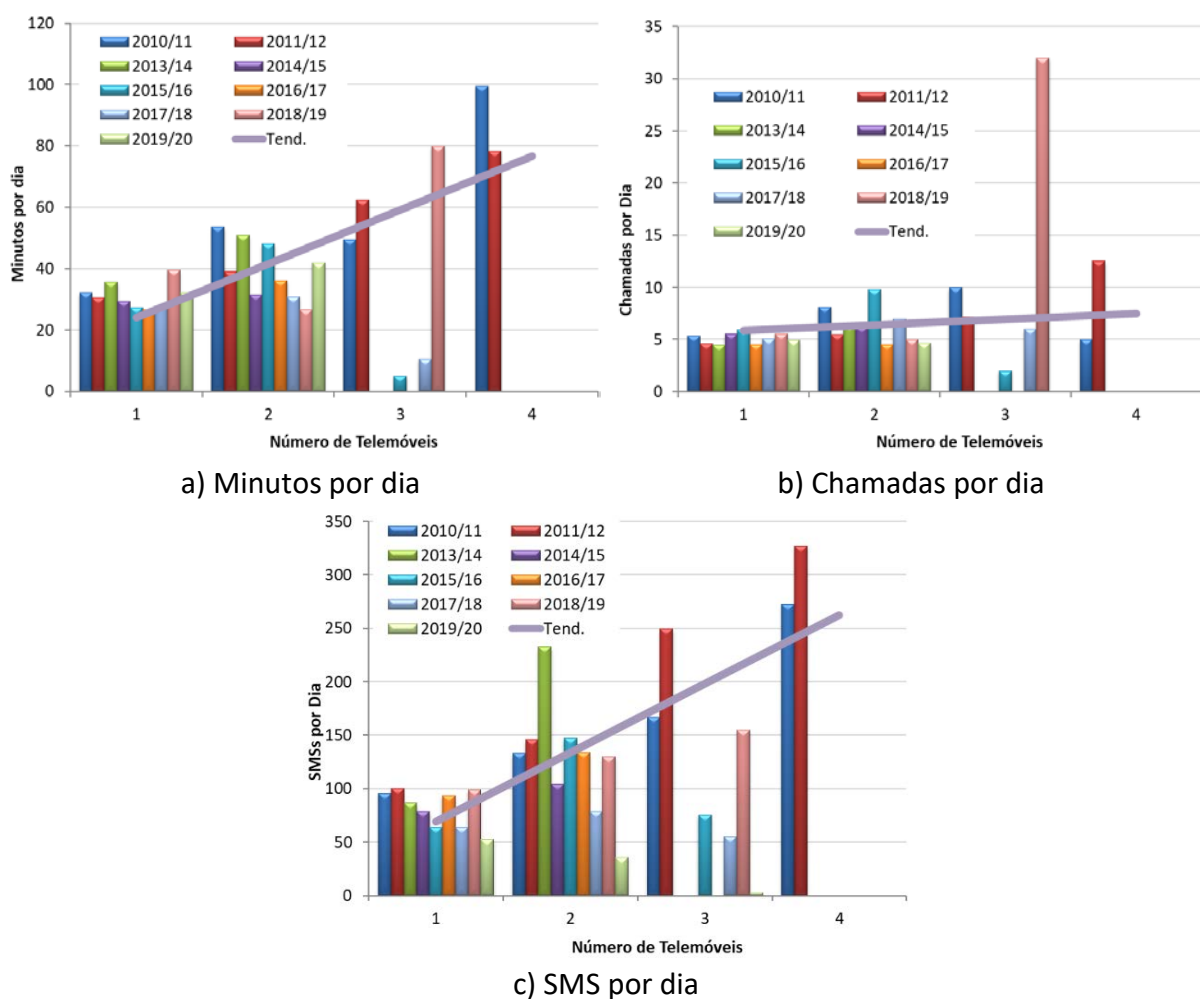 120
100
80
60
40
20
0
Minutos por dia
2010/11 2011/12
2013/14 2014/15
2015/16 2016/17
2017/18 2018/19
2019/20 Tend.
1 2 3 4
Número de Telemóveis
a) Minutos por dia
35
30
25
20
15
10
5
0
Chamadas por Dia
2010/11 2011/12
2013/14 2014/15
2015/16 2016/17
2017/18 2018/19
2019/20 Tend.
1 2 3 4
Número de Telemóveis
b) Chamadas por dia
350
300
250
200
150
100
50
0
SMSs por Dia
2010/11 2011/12
2013/14 2014/15
2015/16 2016/17
2017/18 2018/19
2019/20 Tend.
1 2 3 4
Número de Telemóveis
c) SMS por dia